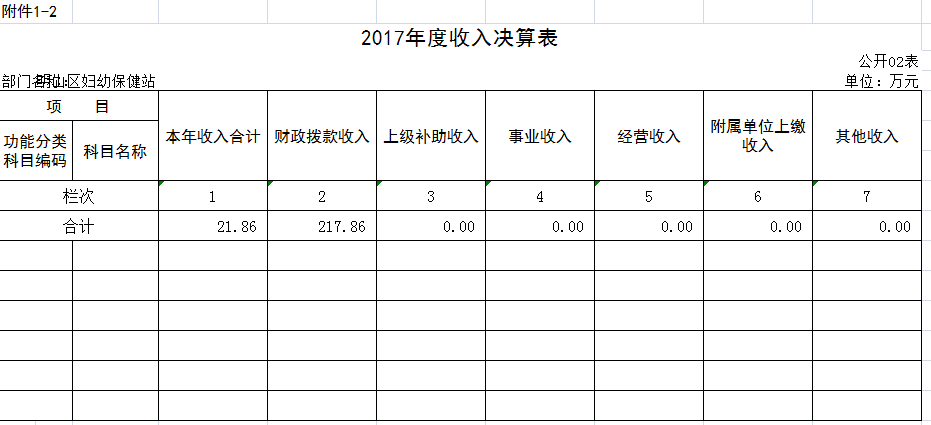 附件1-2
2017年度收入决算表
公开02表
部门名称:区妇幼保健站
单位：万元
项 目
本年收入合计
财政拨款收入
上级补助收入
事业收入
经营收入
附属单位上缴
收入
其他收入
功能分类
科目编码
科目名称
栏次 1 2 3 4 5 6 7
合计 21.86 217.86 0.00 0.00 0.00 0.00 0.00